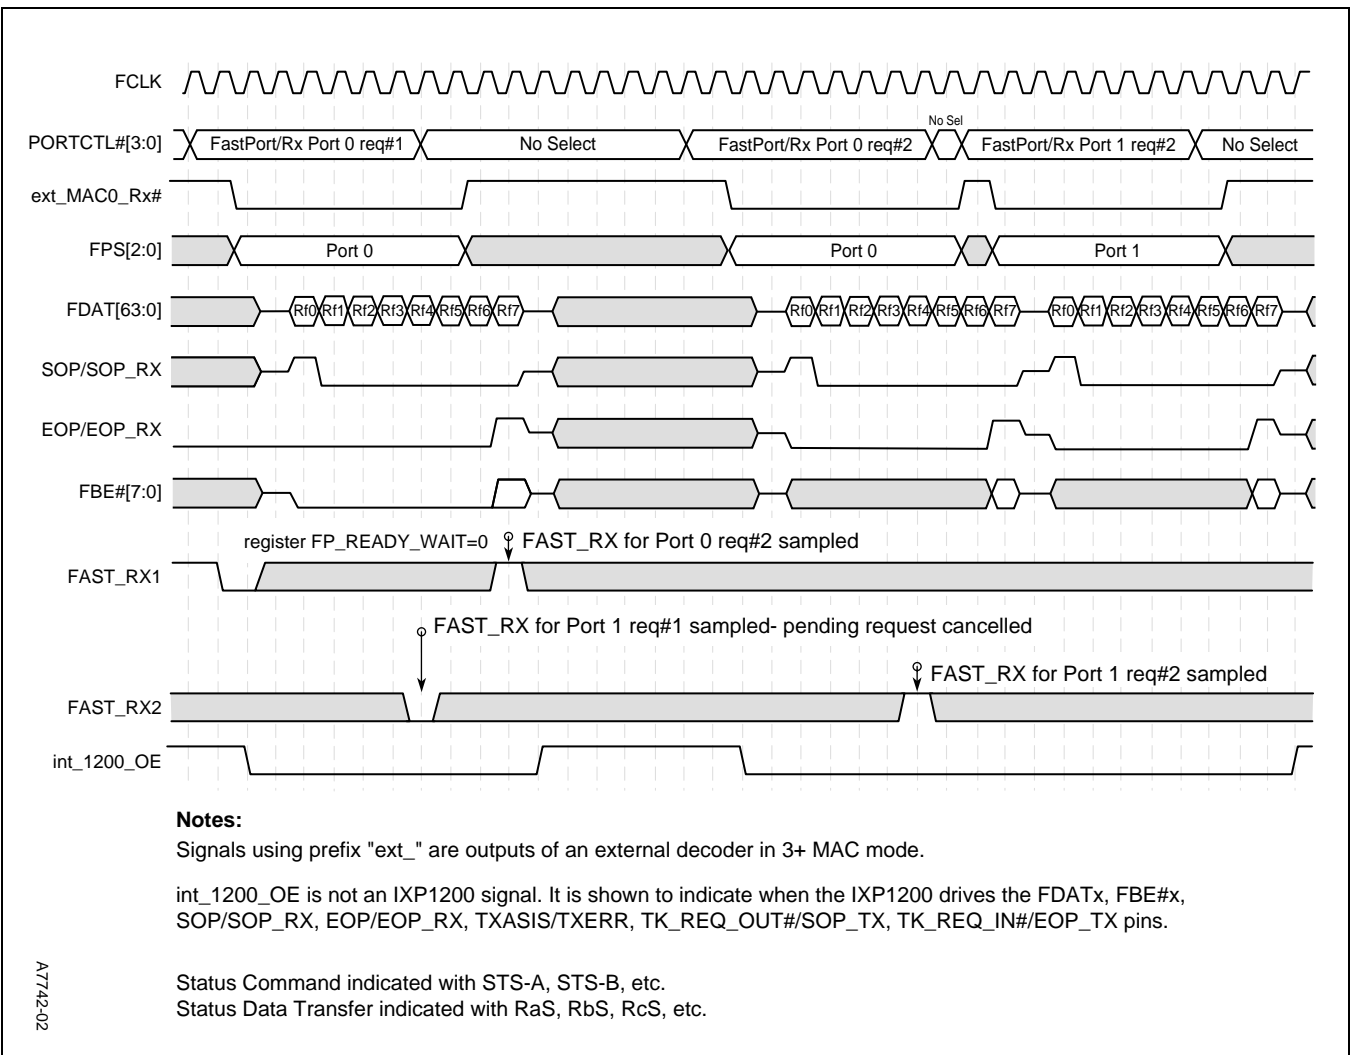 FCLK
No Sel
PORTCTL#[3:0] FastPort/Rx Port 0 req#1 No Select FastPort/Rx Port 0 req#2 FastPort/Rx Port 1 req#2 No Select
ext_MAC0_Rx#
FPS[2:0] Port 0 Port 0 Port 1
FDAT[63:0] Rf0 Rf1 Rf2 Rf3 Rf4 Rf5 Rf6 Rf7 Rf0 Rf1 Rf2 Rf3 Rf4 Rf5 Rf6 Rf7 Rf0 Rf1 Rf2 Rf3 Rf4 Rf5 Rf6 Rf7
SOP/SOP_RX
EOP/EOP_RX
FBE#[7:0]
register FP_READY_WAIT=0 FAST_RX for Port 0 req#2 sampled
FAST_RX1
FAST_RX for Port 1 req#1 sampled- pending request cancelled
FAST_RX for Port 1 req#2 sampled
FAST_RX2
int_1200_OE
Notes:
Signals using prefix "ext_" are outputs of an external decoder in 3+ MAC mode.
int_1200_OE is not an IXP1200 signal. It is shown to indicate when the IXP1200 drives the FDATx, FBE#x,
SOP/SOP_RX, EOP/EOP_RX, TXASIS/TXERR, TK_REQ_OUT#/SOP_TX, TK_REQ_IN#/EOP_TX pins.
Status Command indicated with STS-A, STS-B, etc.
Status Data Transfer indicated with RaS, RbS, RcS, etc.
A7742-02